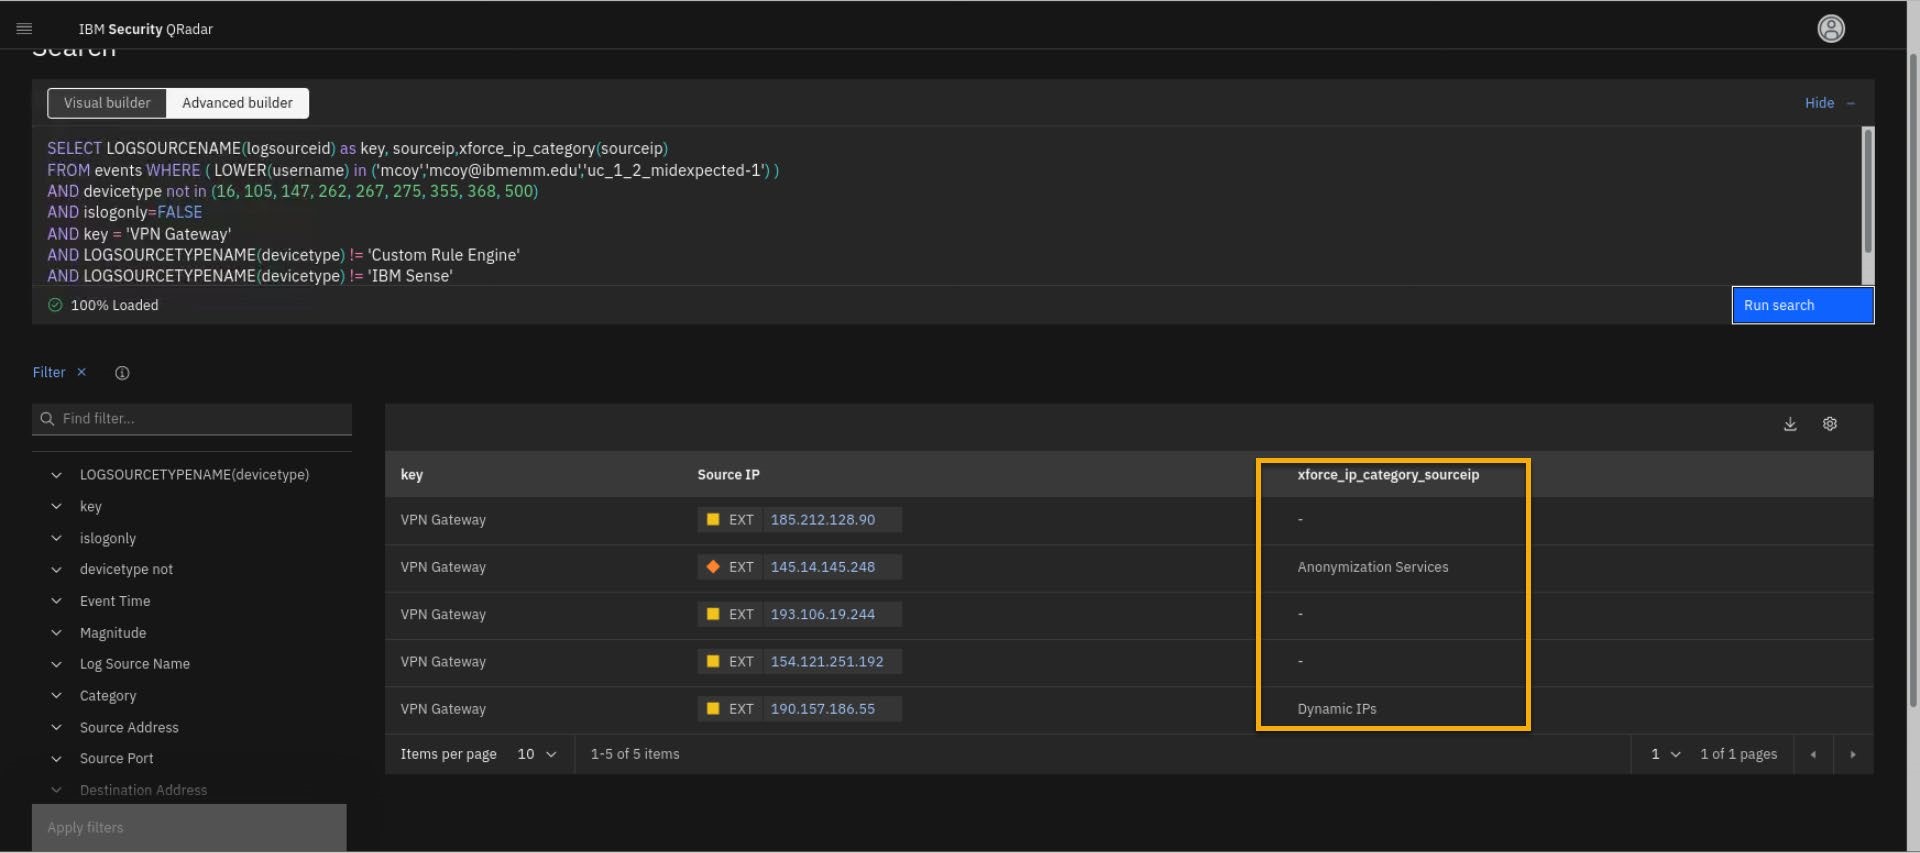 IBM Security QRadar
Search
Visual builder
Advanced builder
Hide
SELECT LOGSOURCENAME(logsourceid) as key, sourceip,xforce_ip_category(sourceip)
FROM events WHERE ( LOWER(username) in ('mcoy','mcoy@ibmemm.edu','uc_1_2_midexpected-1') )
AND devicetype not in (16, 105, 147, 262, 267, 275, 355, 368, 500)
AND islogonly=FALSE
AND key = 'VPN Gateway'
AND LOGSOURCETYPENAME(devicetype) != 'Custom Rule Engine'
AND LOGSOURCETYPENAME(devicetype) != 'IBM Sense'
100% Loaded
Run search
Filter
Find filter...
LOGSOURCETYPENAME(devicetype)
key
islogonly
devicetype not
Event Time
Magnitude
Log Source Name
Category
Source Address
Source Port
Destination Address
Apply filters
key Source IP xforce_ip_category_sourceip
VPN Gateway EXT 185.212.128.90 -
VPN Gateway EXT 145.14.145.248 Anonymization Services
VPN Gateway EXT 193.106.19.244 -
VPN Gateway EXT 154.121.251.192 -
VPN Gateway EXT 190.157.186.55 Dynamic IPs
Items per page 10 1-5 of 5 items 1 1 of 1 pages